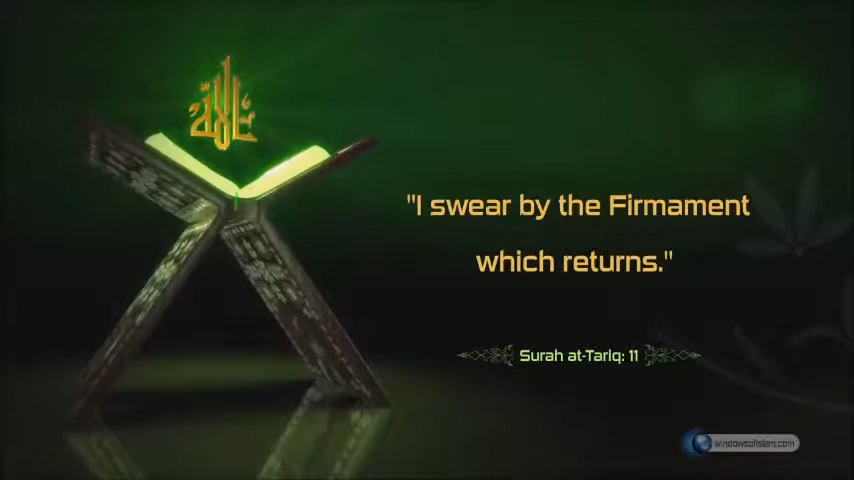 "I swear by the Firmament
which returns."
Surah at-Tariq: 11
windowsofislam.com